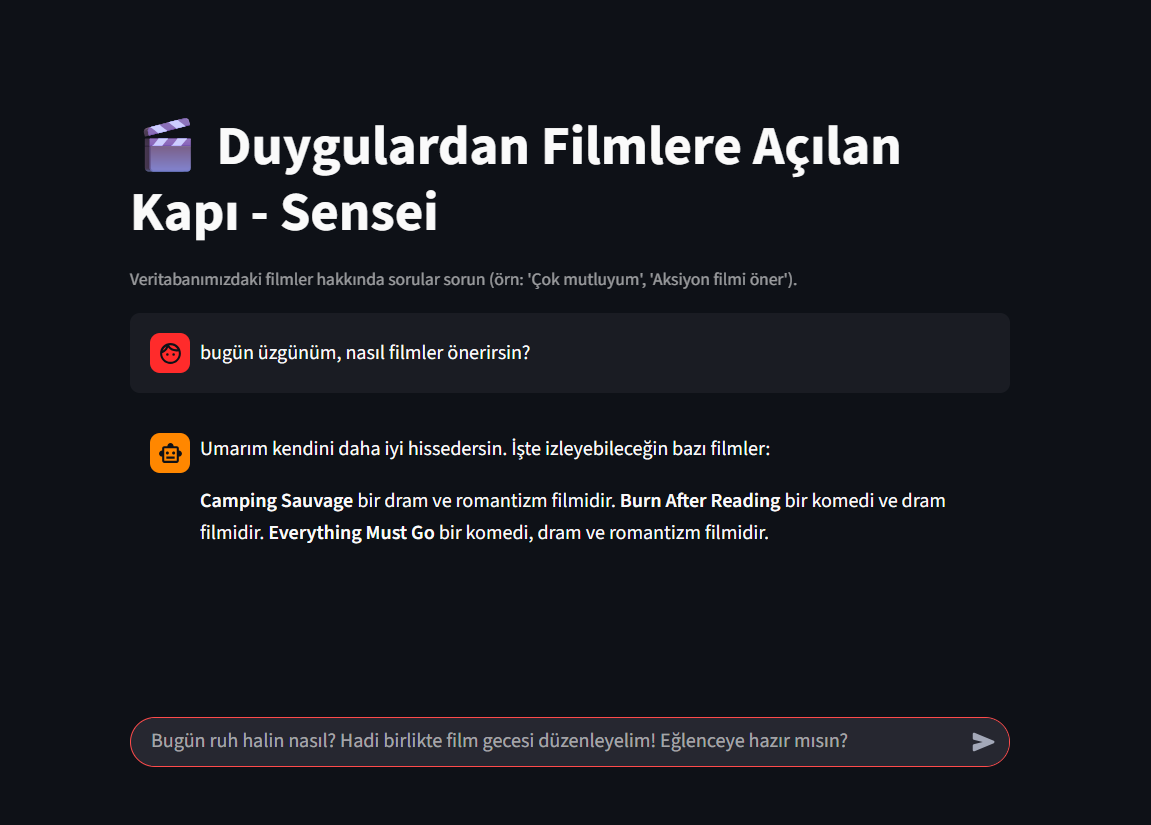 Duygulardan Filmlere Açılan
Kapı - Sensei
Veritabanımızdaki filmler hakkında sorular sorun (örn: 'Çok mutluyum', 'Aksiyon filmi öner').
bugün üzgünüm, nasıl filmler önerirsin?
Umarım kendini daha iyi hissedersin. İşte izleyebileceğin bazı filmler:
Camping Sauvage bir dram ve romantizm filmidir. Burn After Reading bir komedi ve dram
filmidir. Everything Must Go bir komedi, dram ve romantizm filmidir.
Bugün ruh halin nasıl? Hadi birlikte film gecesi düzenleyelim! Eğlenceye hazır mısın?